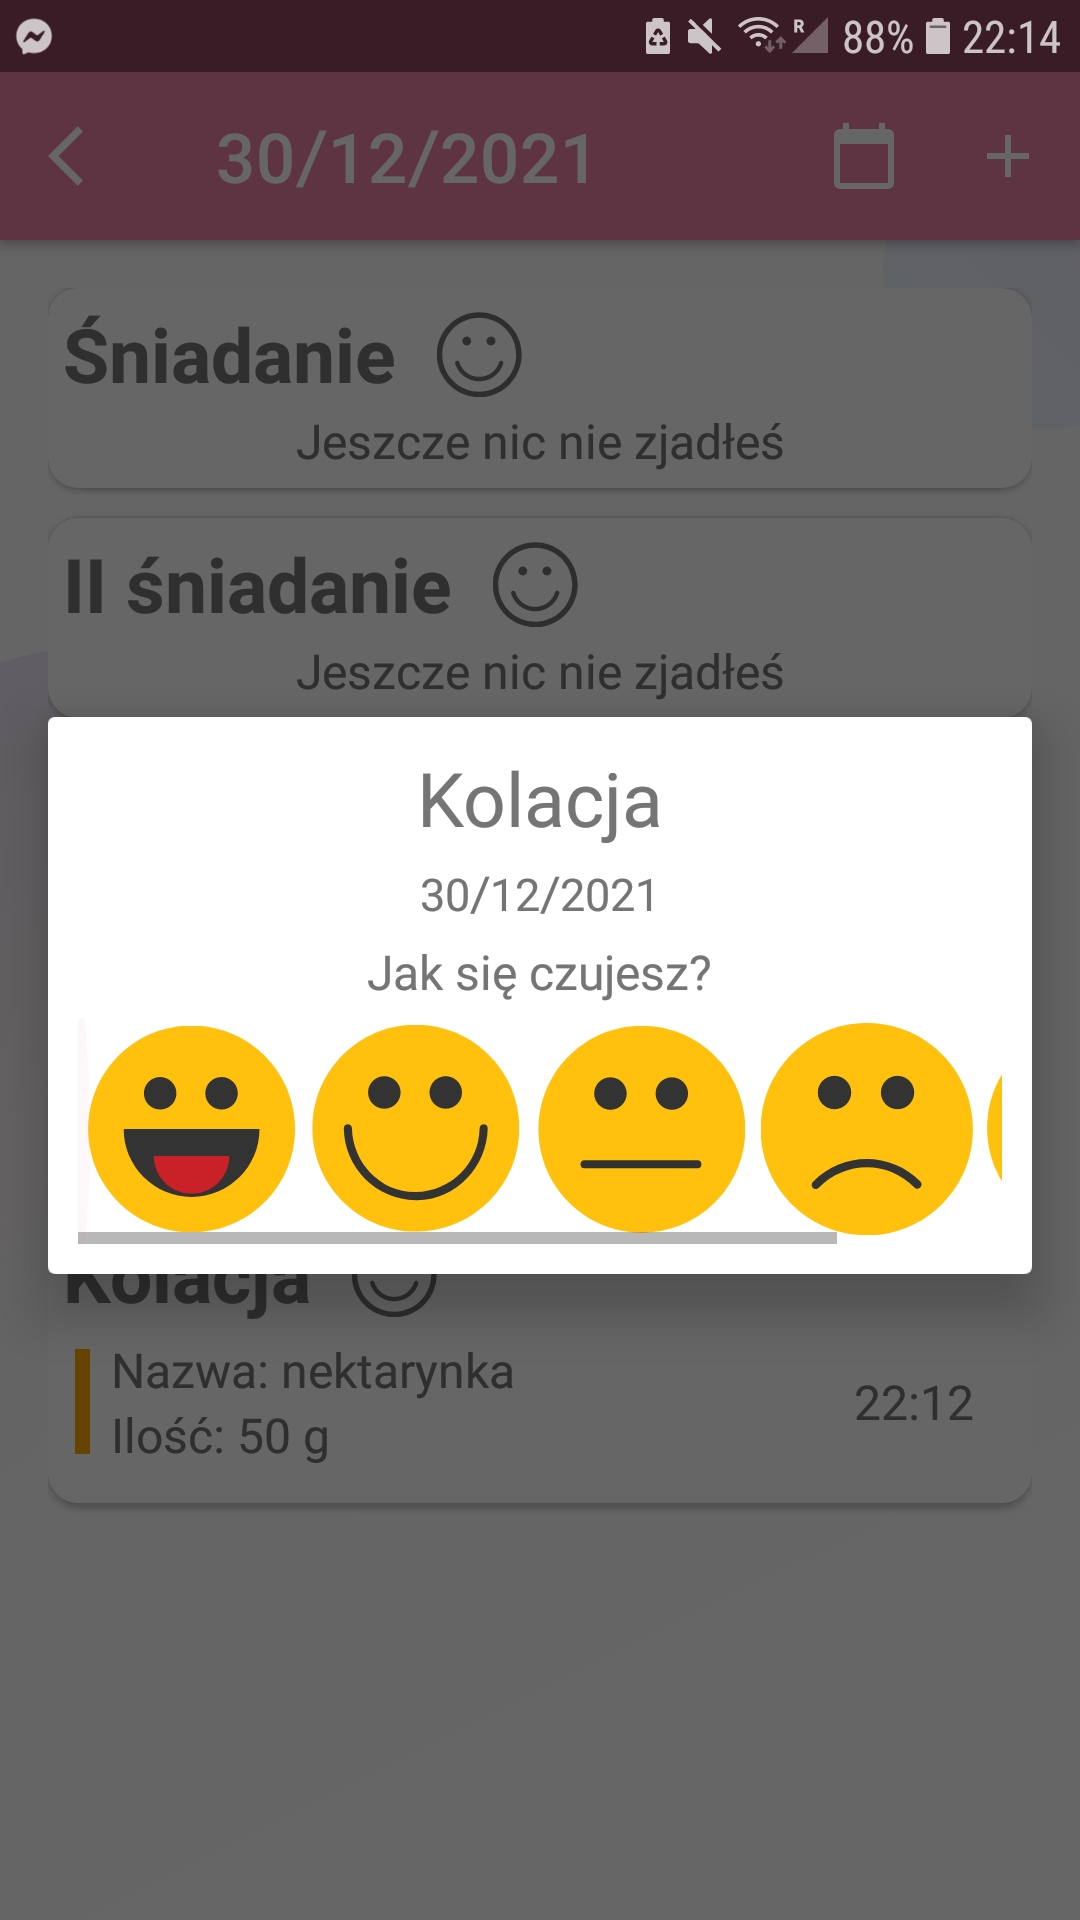 R 88% 22:14
30/12/2021
Śniadanie
Jeszcze nic nie zjadłeś
II śniadanie
Jeszcze nic nie zjadłeś
Kolacja
30/12/2021
Jak się czujesz?
Kolacja
Nazwa: nektarynka
22:12
Ilość: 50 g